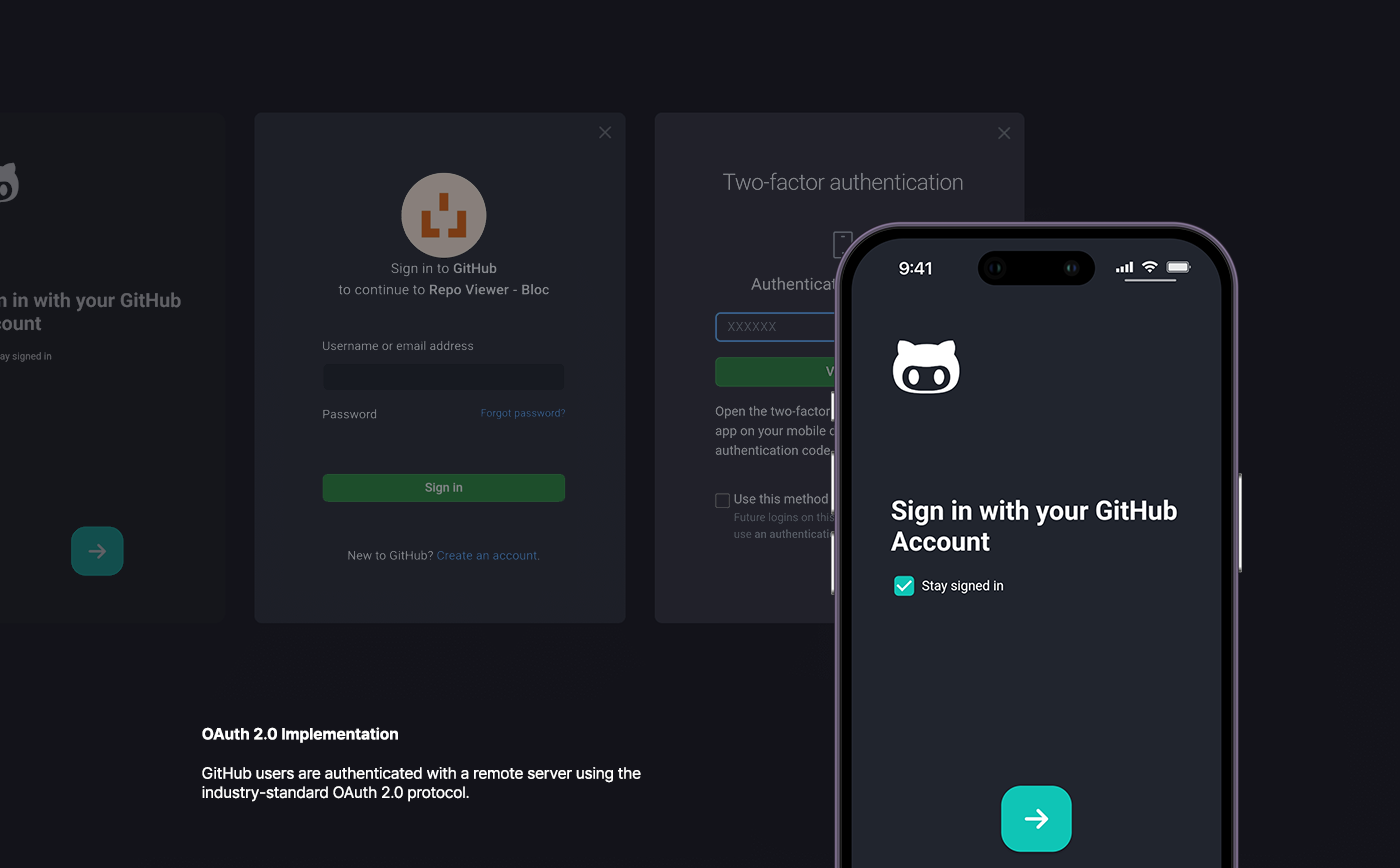 n in with your GitHub
count
ay signed in
Sign in to GitHub
to continue to Repo Viewer - Bloc
Username or email address
Password
Forgot password?
Sign in
New to GitHub? Create an account.
Two-factor authentication
Authenticat
XXXXXX
V
Open the two-factor
app on your mobile d
authentication code
Use this method
Future logins on this
use an authenticati
9:41
Sign in with your GitHub
Account
Stay signed in
OAuth 2.0 Implementation
GitHub users are authenticated with a remote server using the
industry-standard OAuth 2.0 protocol.